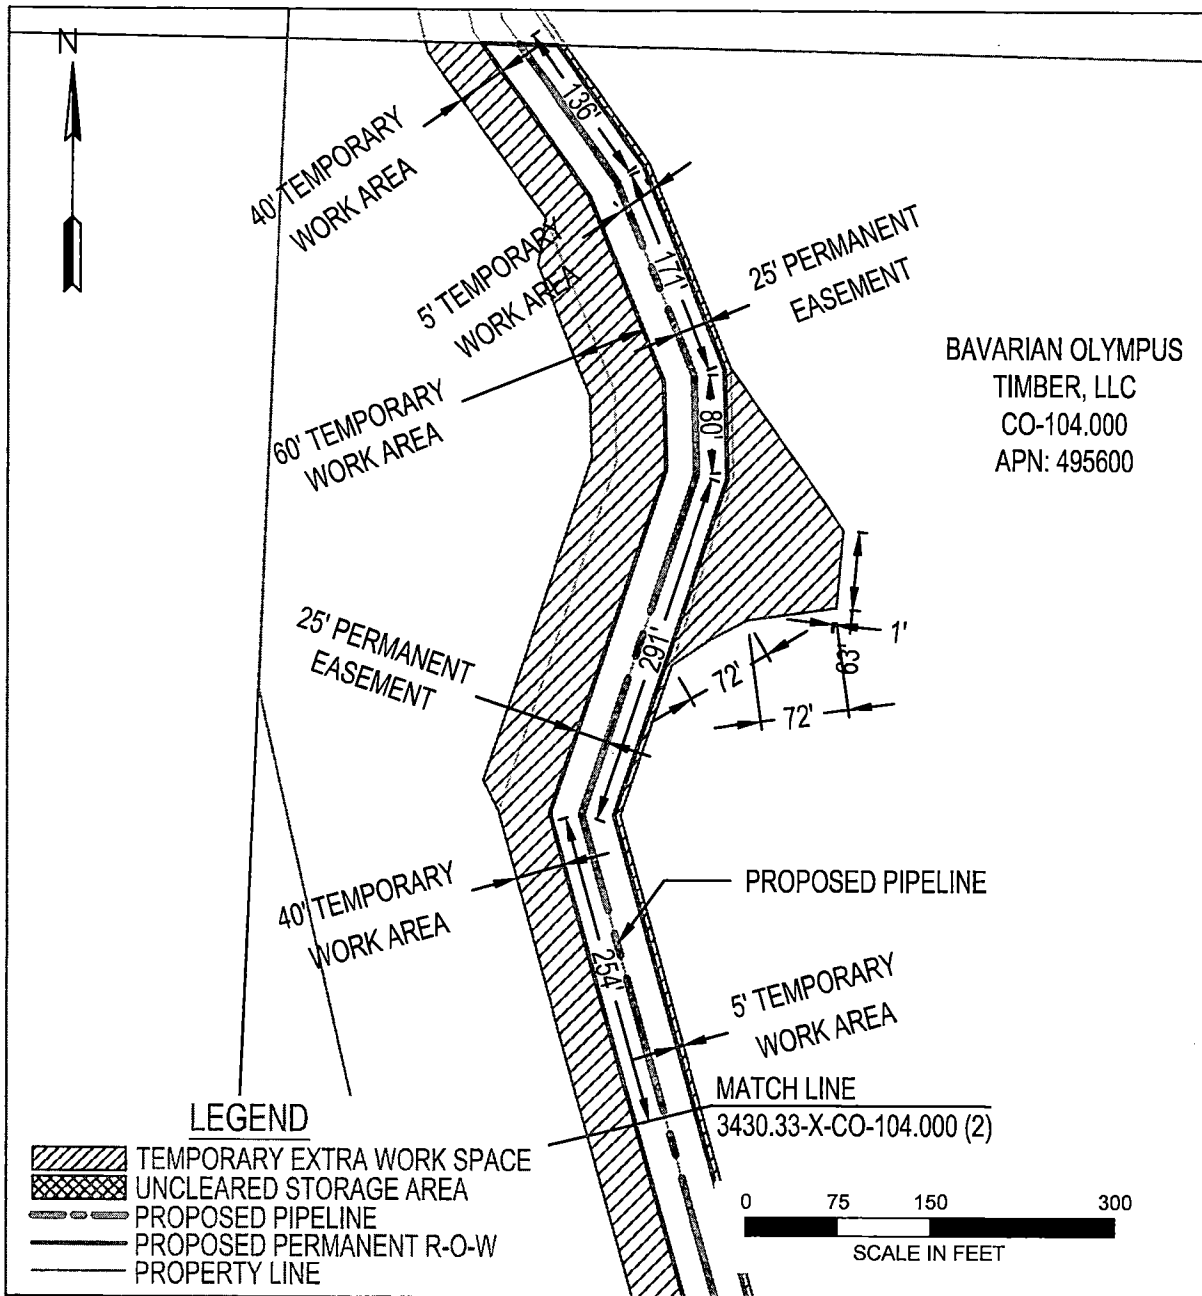 N
136'
40' TEMPORARY
WORK AREA
5' TEMPORARY
WORK AREA
171'
25' PERMANENT
EASEMENT
BAVARIAN OLYMPUS
TIMBER, LLC
CO-104.000
APN: 495600
60' TEMPORARY
WORK AREA
80'
25' PERMANENT
EASEMENT
291'
72'
72'
63'
1'
40' TEMPORARY
WORK AREA
PROPOSED PIPELINE
254'
5' TEMPORARY
WORK AREA
MATCH LINE
3430.33-X-CO-104.000 (2)
LEGEND
TEMPORARY EXTRA WORK SPACE
UNCLEARED STORAGE AREA
PROPOSED PIPELINE
PROPOSED PERMANENT R-O-W
PROPERTY LINE
0 75 150 300
SCALE IN FEET